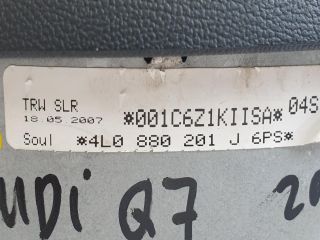 TRW SLR
18.05 2007 *001C6Z1KIISA* 04S
Soul *4L0 880 201 J 6PS*
UDi Q7 20